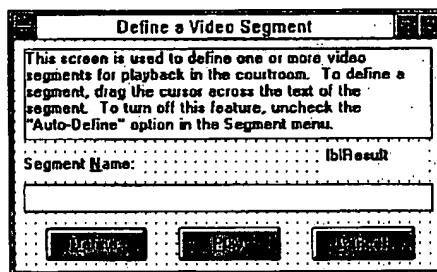 Define a Video Segment
This screen is used to define one or more video
segments for playback in the courtroom. To define a
segment, drag the cursor across the text of the
segment. To turn off this feature, uncheck the
"Auto-Define" option in the Segment menu.
lblResult
Segment Name: